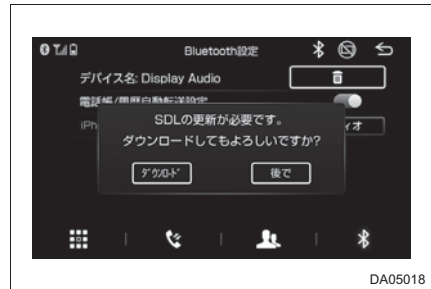 Bluetooth設定
デバイス名: Display Audio
電話帳/履歴自動転送設定
iPh
ィオ
SDLの更新が必要です。
ダウンロードしてもよろしいですか?
ﾀﾞｳﾝﾛｰﾄﾞ
後で
DA05018